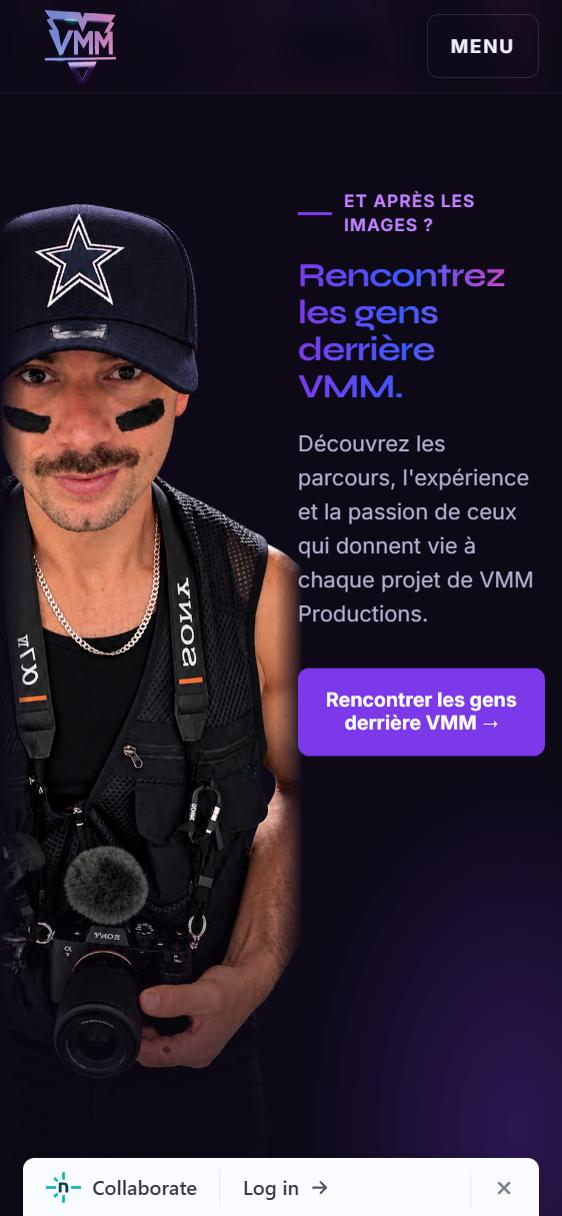 VMM
MENU
ET APRÈS LES
IMAGES ?
Rencontrez
les gens
derrière
VMM.
Découvrez les
parcours, l'expérience
et la passion de ceux
qui donnent vie à
chaque projet de VMM
Productions.
Rencontrer les gens
derrière VMM →
α7IV
SONY
SONY
Collaborate
Log in →